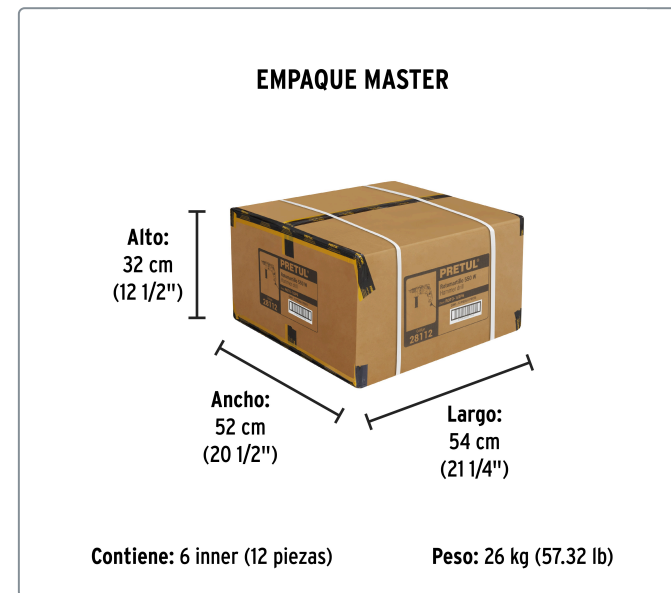 EMPAQUE MASTER
Alto:
32 cm
(12 1/2")
PRETUL
28112
PRETUL
28112
Ancho:
52 cm
(20 1/2")
Largo:
54 cm
(21 1/4")
Contiene: 6 inner (12 piezas)
Peso: 26 kg (57.32 lb)